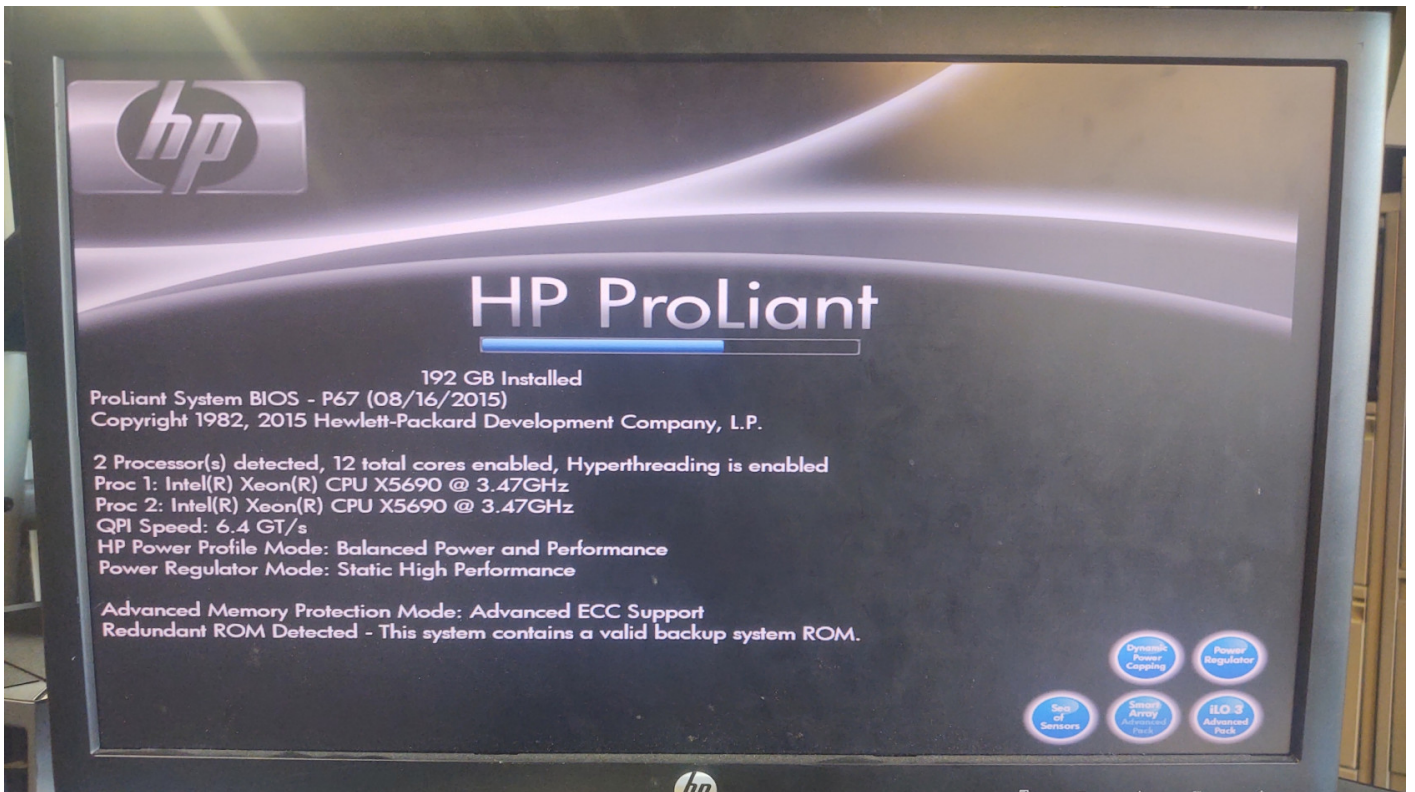 hp
HP ProLiant
192 GB Installed
ProLiant System BIOS - P67 (08/16/2015)
Copyright 1982, 2015 Hewlett-Packard Development Company, L.P.
2 Processor(s) detected, 12 total cores enabled, Hyperthreading is enabled
Proc 1: Intel(R) Xeon(R) CPU X5690 @ 3.47GHz
Proc 2: Intel(R) Xeon(R) CPU X5690 @ 3.47GHz
QPI Speed: 6.4 GT/s
HP Power Profile Mode: Balanced Power and Performance
Power Regulator Mode: Static High Performance
Advanced Memory Protection Mode: Advanced ECC Support
Redundant ROM Detected - This system contains a valid backup system ROM.
Dynamic
Power
Capping
Power
Regulator
Sea
of
Sensors
Smart
Array
Advanced
Pack
iLO 3
Advanced
Pack
hp